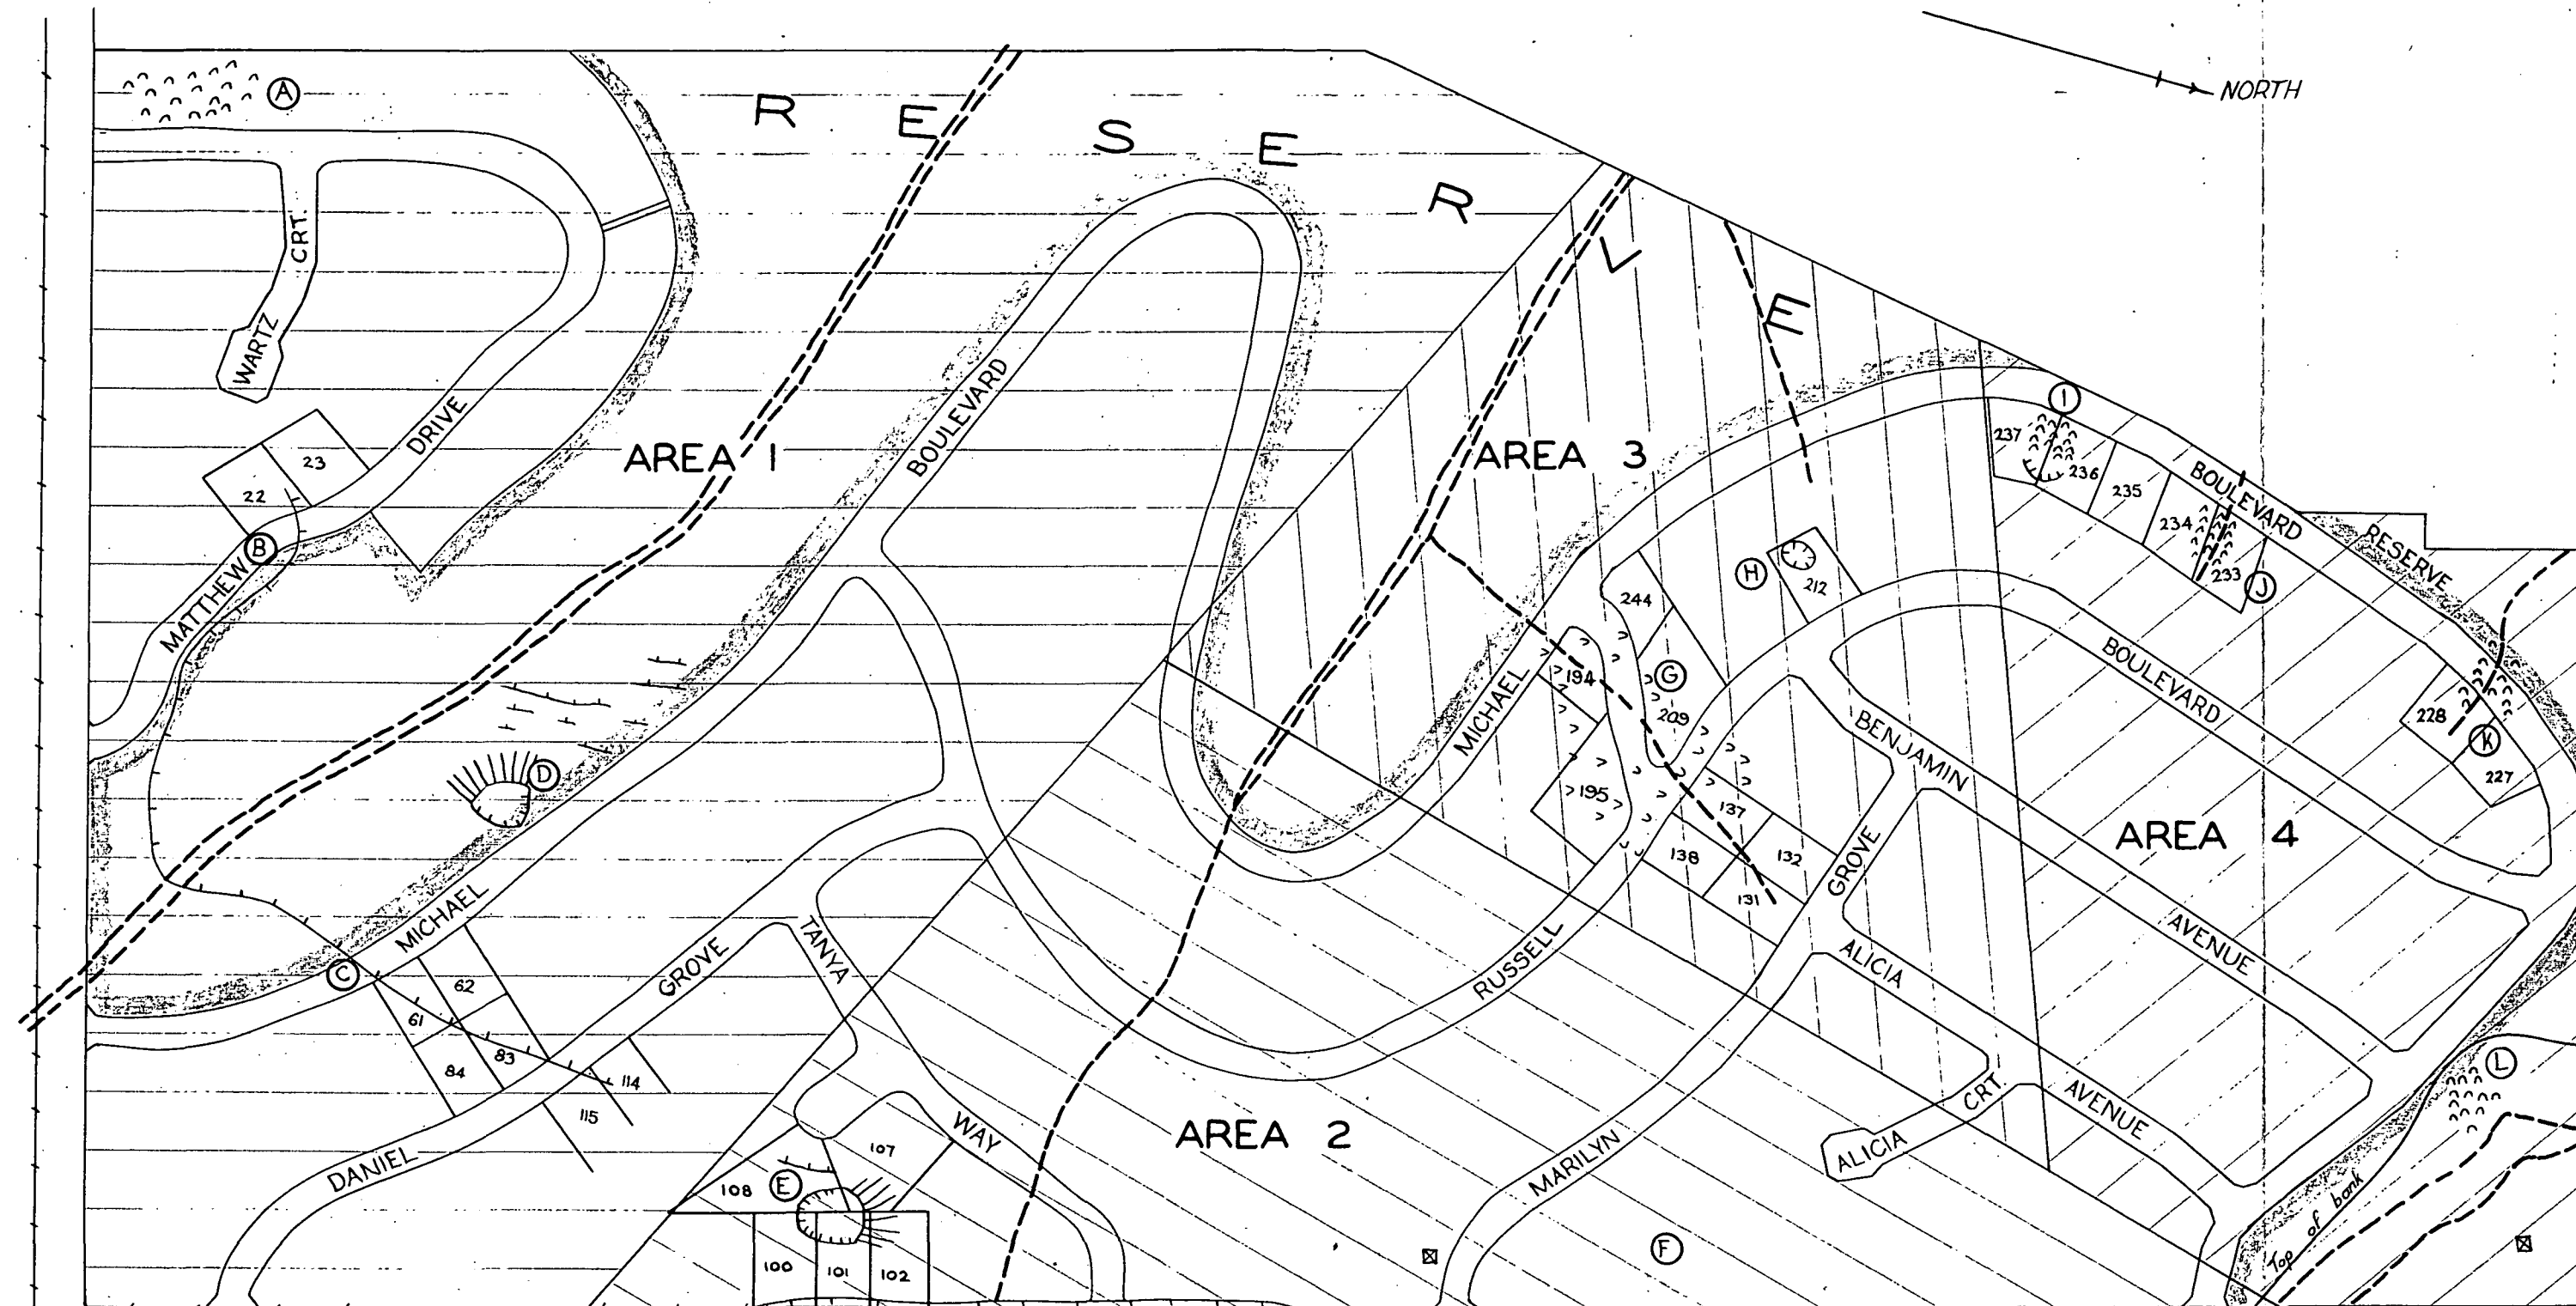 NORTH
A
R E S E R V E
CRT.
WARTZ
DRIVE
23
22
B
MATTHEW
AREA 1
BOULEVARD
AREA 3
I
237
236
235
234
233
J
BOULEVARD
RESERVE
H
212
244
G
194
209
195
MICHAEL
BENJAMIN
BOULEVARD
228
K
227
137
138
132
131
GROVE
AREA 4
AVENUE
D
C
MICHAEL
62
61
83
84
114
115
GROVE
TANYA
DANIEL
RUSSELL
ALICIA
AVENUE
CRT.
ALICIA
L
Top of bank
AREA 2
WAY
107
108
E
100
101
102
MARILYN
F